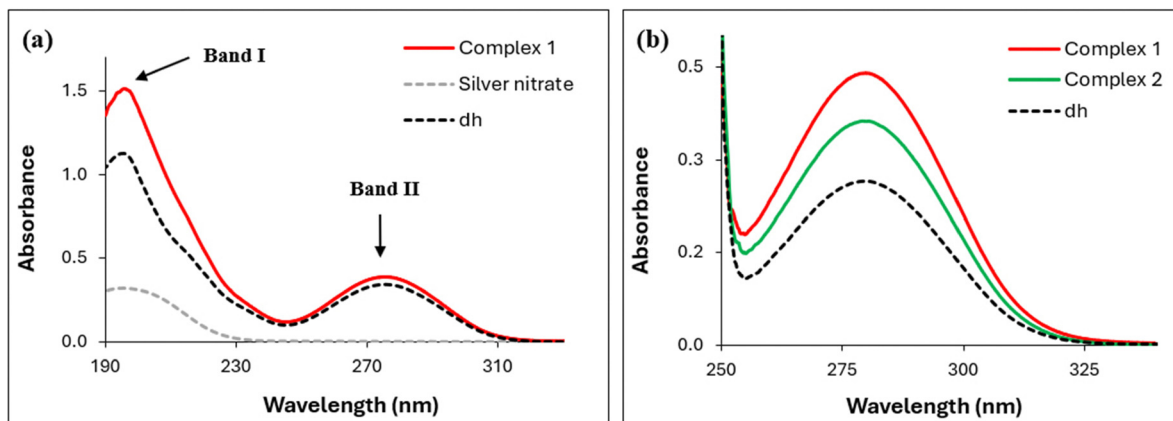 (a)
Band I
Complex 1
Silver nitrate
dh
Band II
Absorbance
1.5
1.0
0.5
0.0
190
230
270
310
Wavelength (nm)
(b)
Complex 1
Complex 2
dh
Absorbance
0.5
0.3
0.2
0.0
250
275
300
325
Wavelength (nm)